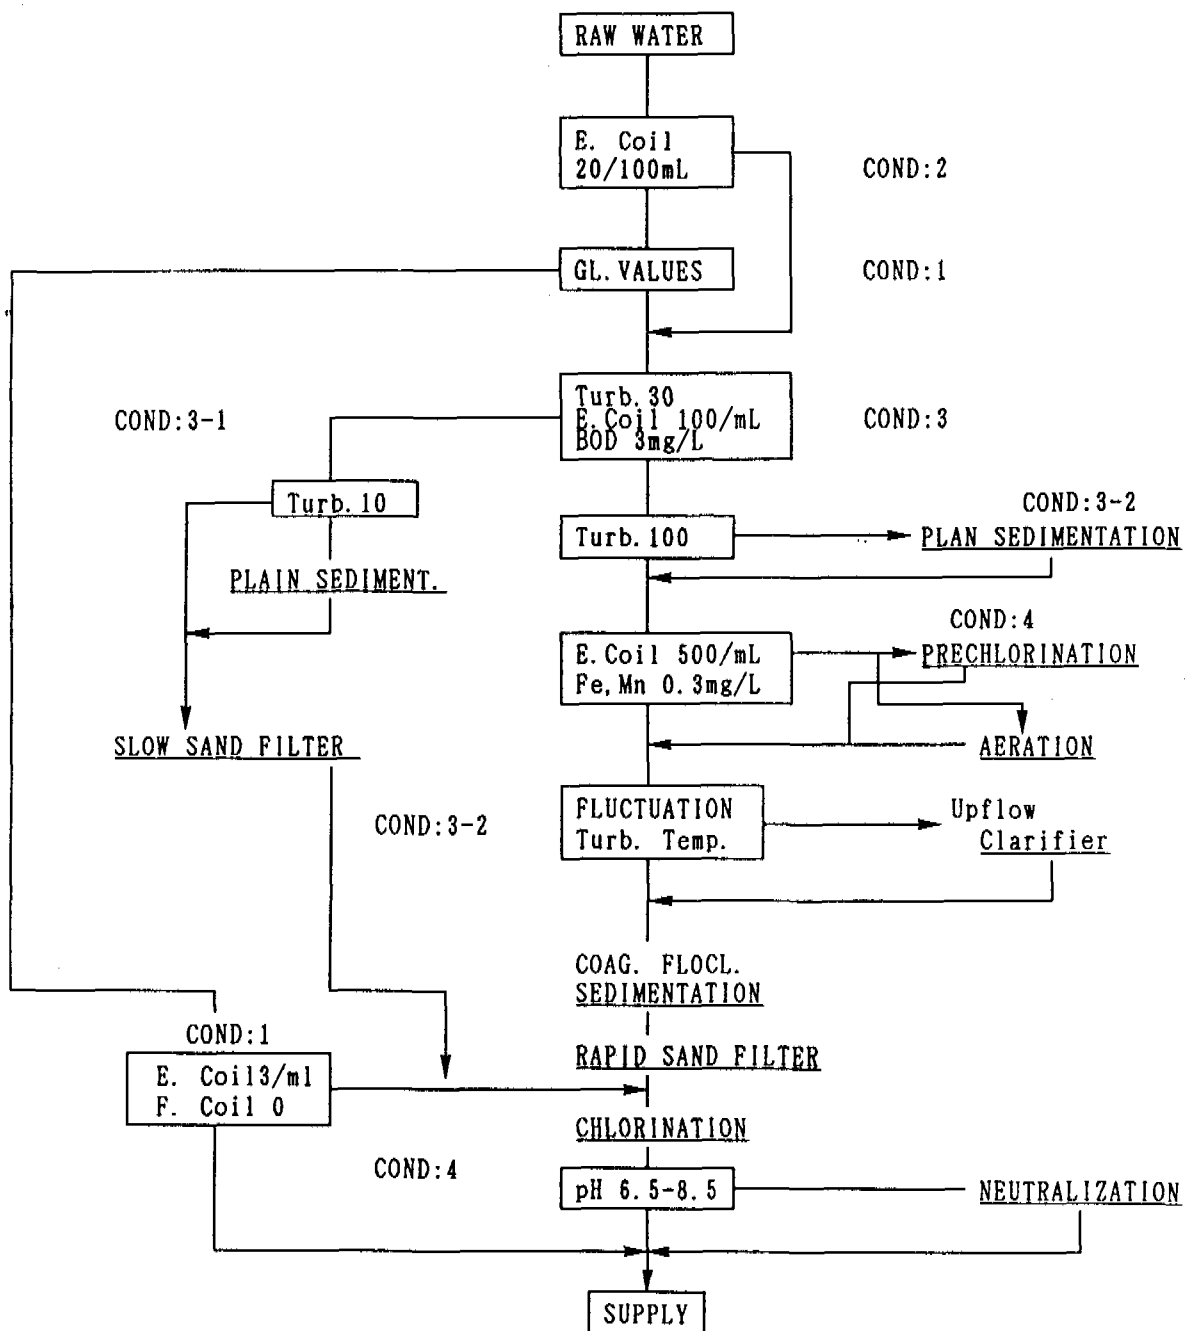 RAW WATER
E. Coil
20/100mL
COND:2
GL.VALUES
COND:1
Turb.30
E.Coil 100/mL
BOD 3mg/L
COND:3
COND:3-1
Turb.10
COND:3-2
Turb.100
PLAN SEDIMENTATION
PLAIN SEDIMENT.
COND:4
E.Coil 500/mL
Fe,Mn 0.3mg/L
PRECHLORINATION
SLOW SAND FILTER
AERATION
FLUCTUATION
Turb. Temp.
COND:3-2
Upflow
Clarifier
COAG. FLOCL.
SEDIMENTATION
COND:1
RAPID SAND FILTER
E. Coil3/ml
F. Coil 0
CHLORINATION
COND:4
pH 6.5-8.5
NEUTRALIZATION
SUPPLY